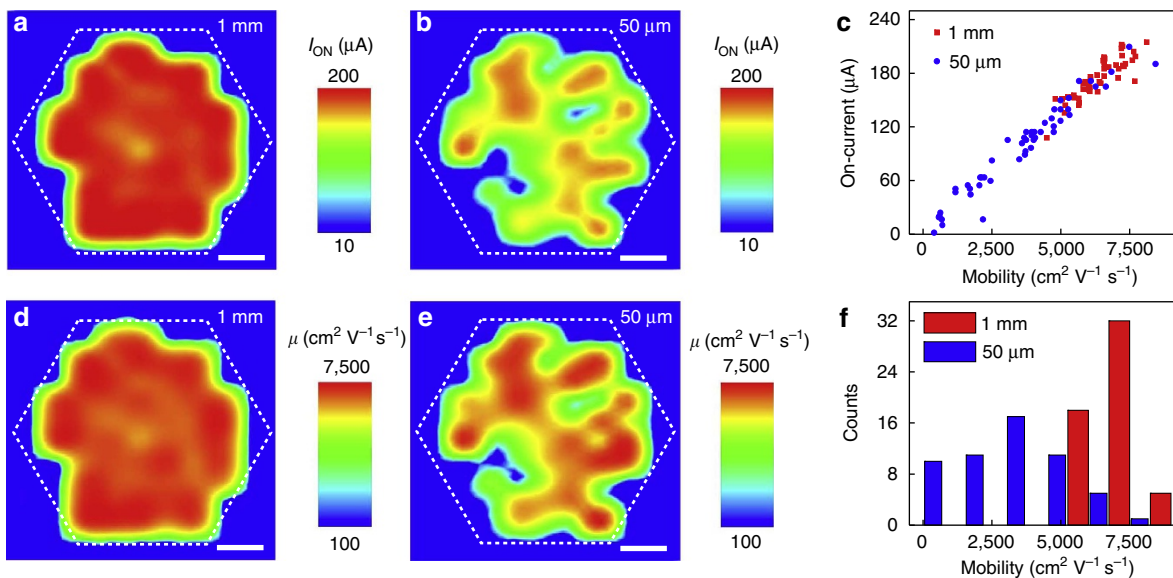 a
1 mm
I_ON (μA)
200
10
b
50 μm
I_ON (μA)
200
10
c
1 mm
50 μm
On-current (μA)
240
180
120
60
0
2,500
5,000
7,500
Mobility (cm² V⁻¹ s⁻¹)
d
1 mm
μ (cm² V⁻¹ s⁻¹)
7,500
100
e
50 μm
μ (cm² V⁻¹ s⁻¹)
7,500
100
f
1 mm
50 μm
Counts
32
24
16
8
0
0
2,500
5,000
7,500
Mobility (cm² V⁻¹ s⁻¹)